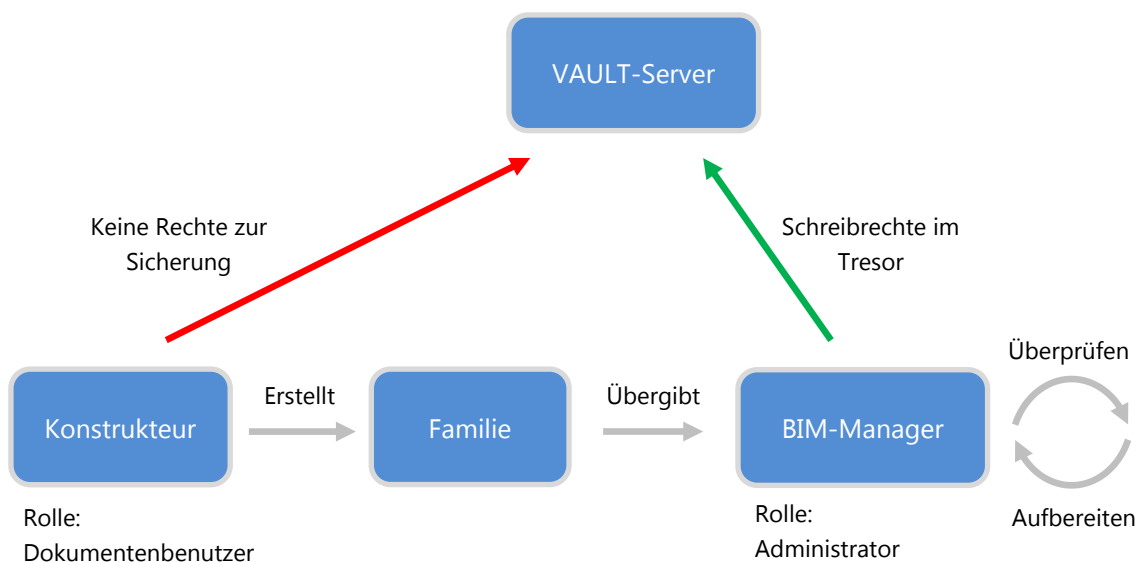 VAULT-Server
Keine Rechte zur
Sicherung
Schreibrechte im
Tresor
Überprüfen
Erstellt
Übergibt
Konstrukteur
Familie
BIM-Manager
Aufbereiten
Rolle:
Dokumentenbenutzer
Rolle:
Administrator